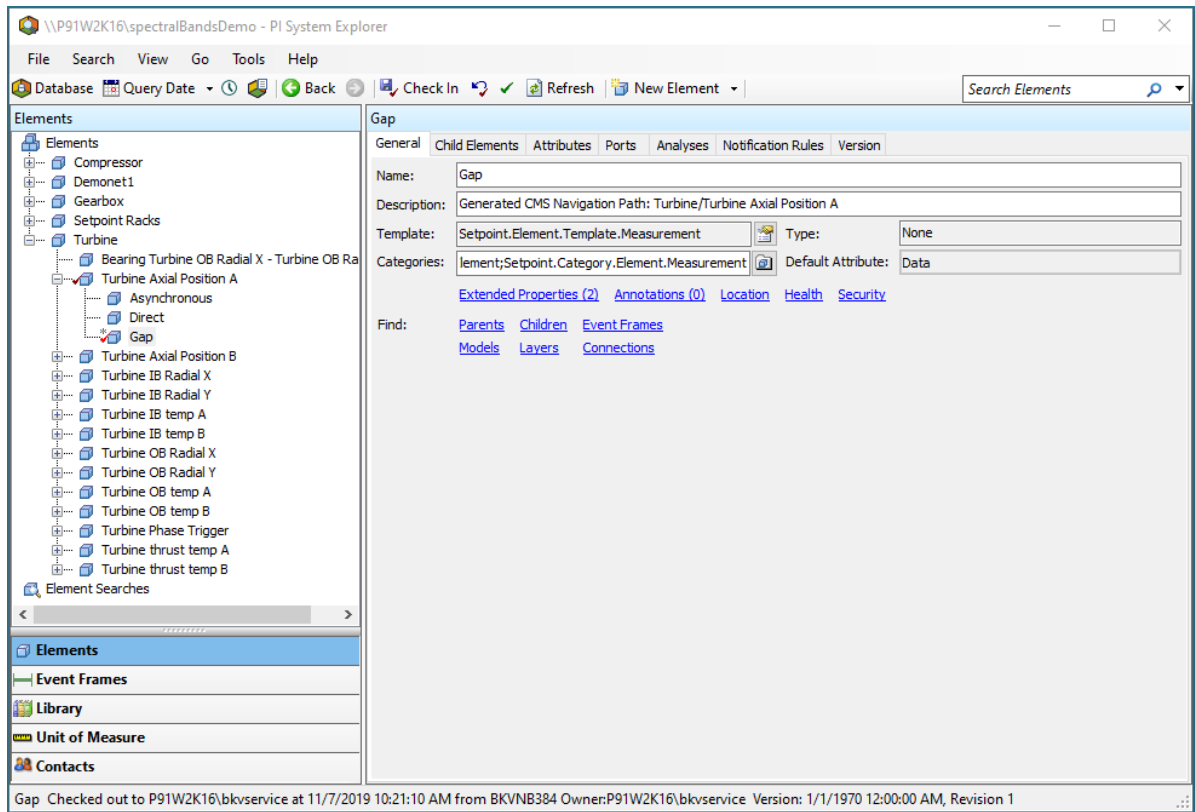 \\P91W2K16\spectralBandsDemo - PI System Explorer
File Search View Go Tools Help
Database Query Date Back Check In Refresh New Element Search Elements
Elements
Elements
Compressor
Demonet1
Gearbox
Setpoint Racks
Turbine
Bearing Turbine OB Radial X - Turbine OB Ra
Turbine Axial Position A
Asynchronous
Direct
Gap
Turbine Axial Position B
Turbine IB Radial X
Turbine IB Radial Y
Turbine IB temp A
Turbine IB temp B
Turbine OB Radial X
Turbine OB Radial Y
Turbine OB temp A
Turbine OB temp B
Turbine Phase Trigger
Turbine thrust temp A
Turbine thrust temp B
Element Searches
Elements
Event Frames
Library
Unit of Measure
Contacts
Gap
General Child Elements Attributes Ports Analyses Notification Rules Version
Name: Gap
Description: Generated CMS Navigation Path: Turbine/Turbine Axial Position A
Template: Setpoint.Element.Template.Measurement Type: None
Categories: lement;Setpoint.Category.Element.Measurement Default Attribute: Data
Extended Properties (2) Annotations (0) Location Health Security
Find: Parents Children Event Frames
Models Layers Connections
Gap Checked out to P91W2K16\bkvservice at 11/7/2019 10:21:10 AM from BKVNB384 Owner:P91W2K16\bkvservice Version: 1/1/1970 12:00:00 AM, Revision 1